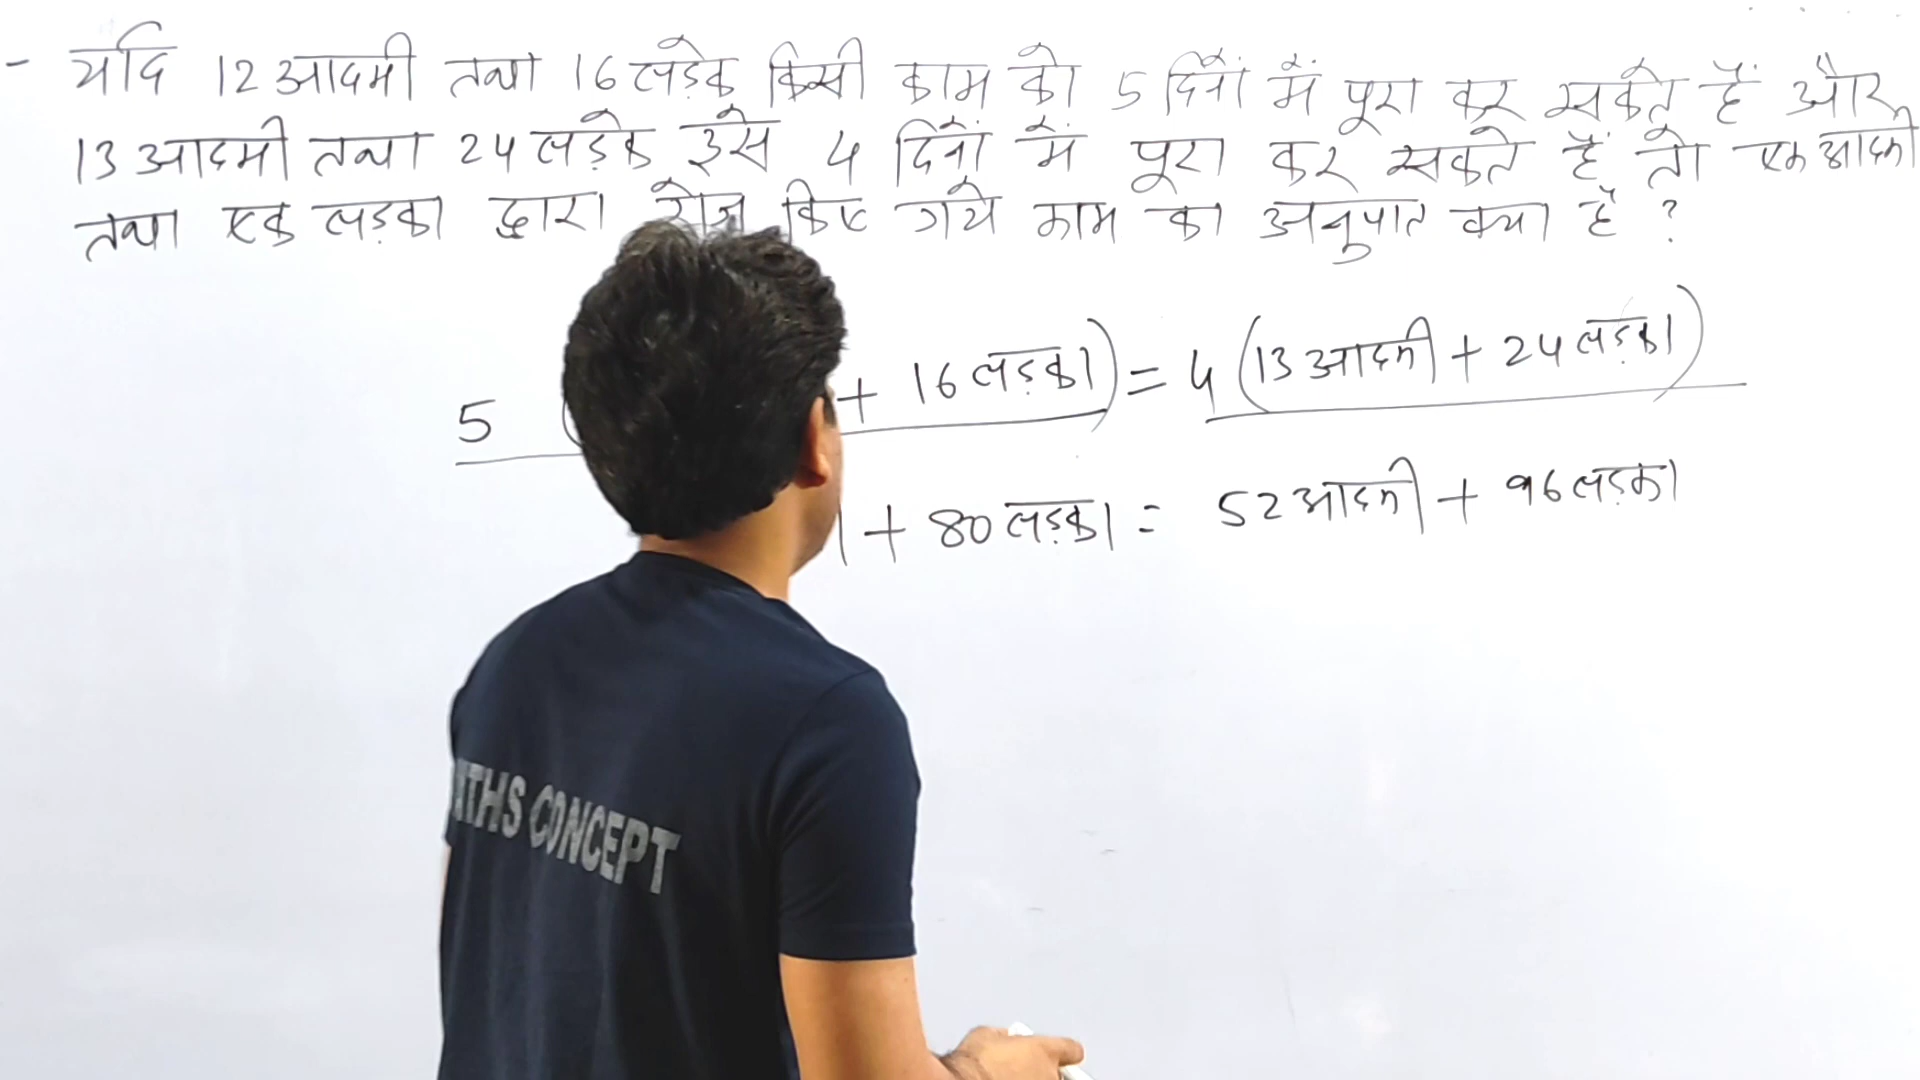 - यदि 12 आदमी तथा 16 लड़के किसी काम को 5 दिनों में पूरा कर सकते हैं और
13 आदमी तथा 24 लड़के इसे 4 दिनों में पूरा कर सकते हैं तो एक आदमी
तथा एक लड़का द्वारा रोज किए गये काम का अनुपात क्या है ?
5 ( + 16 लड़का) = 4 (13 आदमी + 24 लड़का)
+ 80 लड़का = 52 आदमी + 96 लड़का
THS CONCEPT